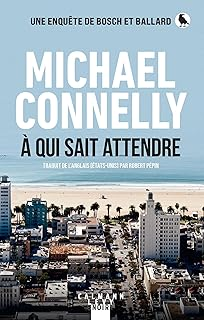 UNE ENQUÊTE DE BOSCH ET BALLARD
MICHAEL
CONNELLY
À QUI SAIT ATTENDRE
TRADUIT DE L'ANGLAIS (ÉTATS-UNIS) PAR ROBERT PÉPIN
CALMANN
NOIR